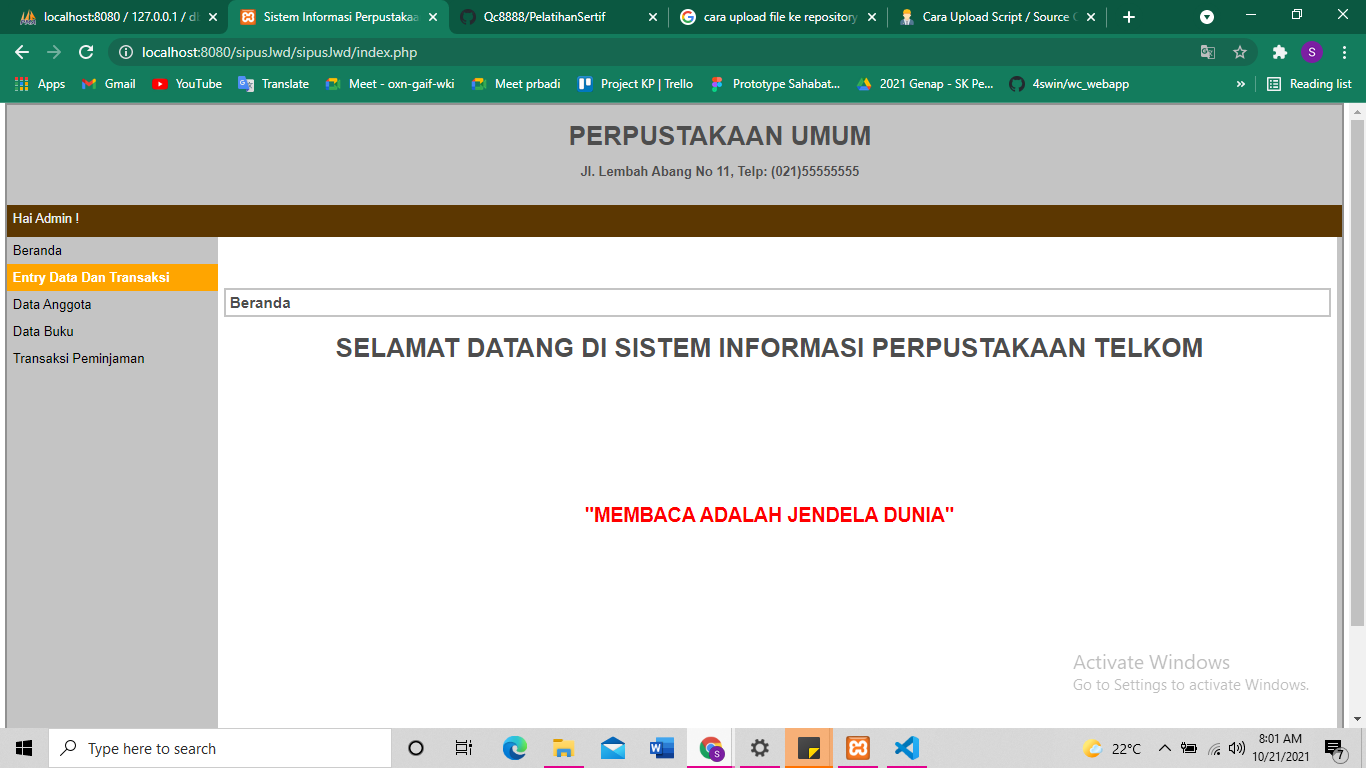 localhost:8080 / 127.0.0.1 / d
Sistem Informasi Perpustakaa
Qc8888/PelatihanSertif
cara upload file ke repository
Cara Upload Script / Source
localhost:8080/sipusJwd/sipusJwd/index.php
S
Apps
Gmail
YouTube
Translate
Meet - oxn-gaif-wki
Meet prbadi
Project KP | Trello
Prototype Sahabat...
2021 Genap - SK Pe...
4swin/wc_webapp
»
Reading list
PERPUSTAKAAN UMUM
Jl. Lembah Abang No 11, Telp: (021)55555555
Hai Admin !
Beranda
Entry Data Dan Transaksi
Data Anggota
Data Buku
Transaksi Peminjaman
Beranda
SELAMAT DATANG DI SISTEM INFORMASI PERPUSTAKAAN TELKOM
"MEMBACA ADALAH JENDELA DUNIA"
Activate Windows
Go to Settings to activate Windows.
Type here to search
22°C
8:01 AM
10/21/2021
7